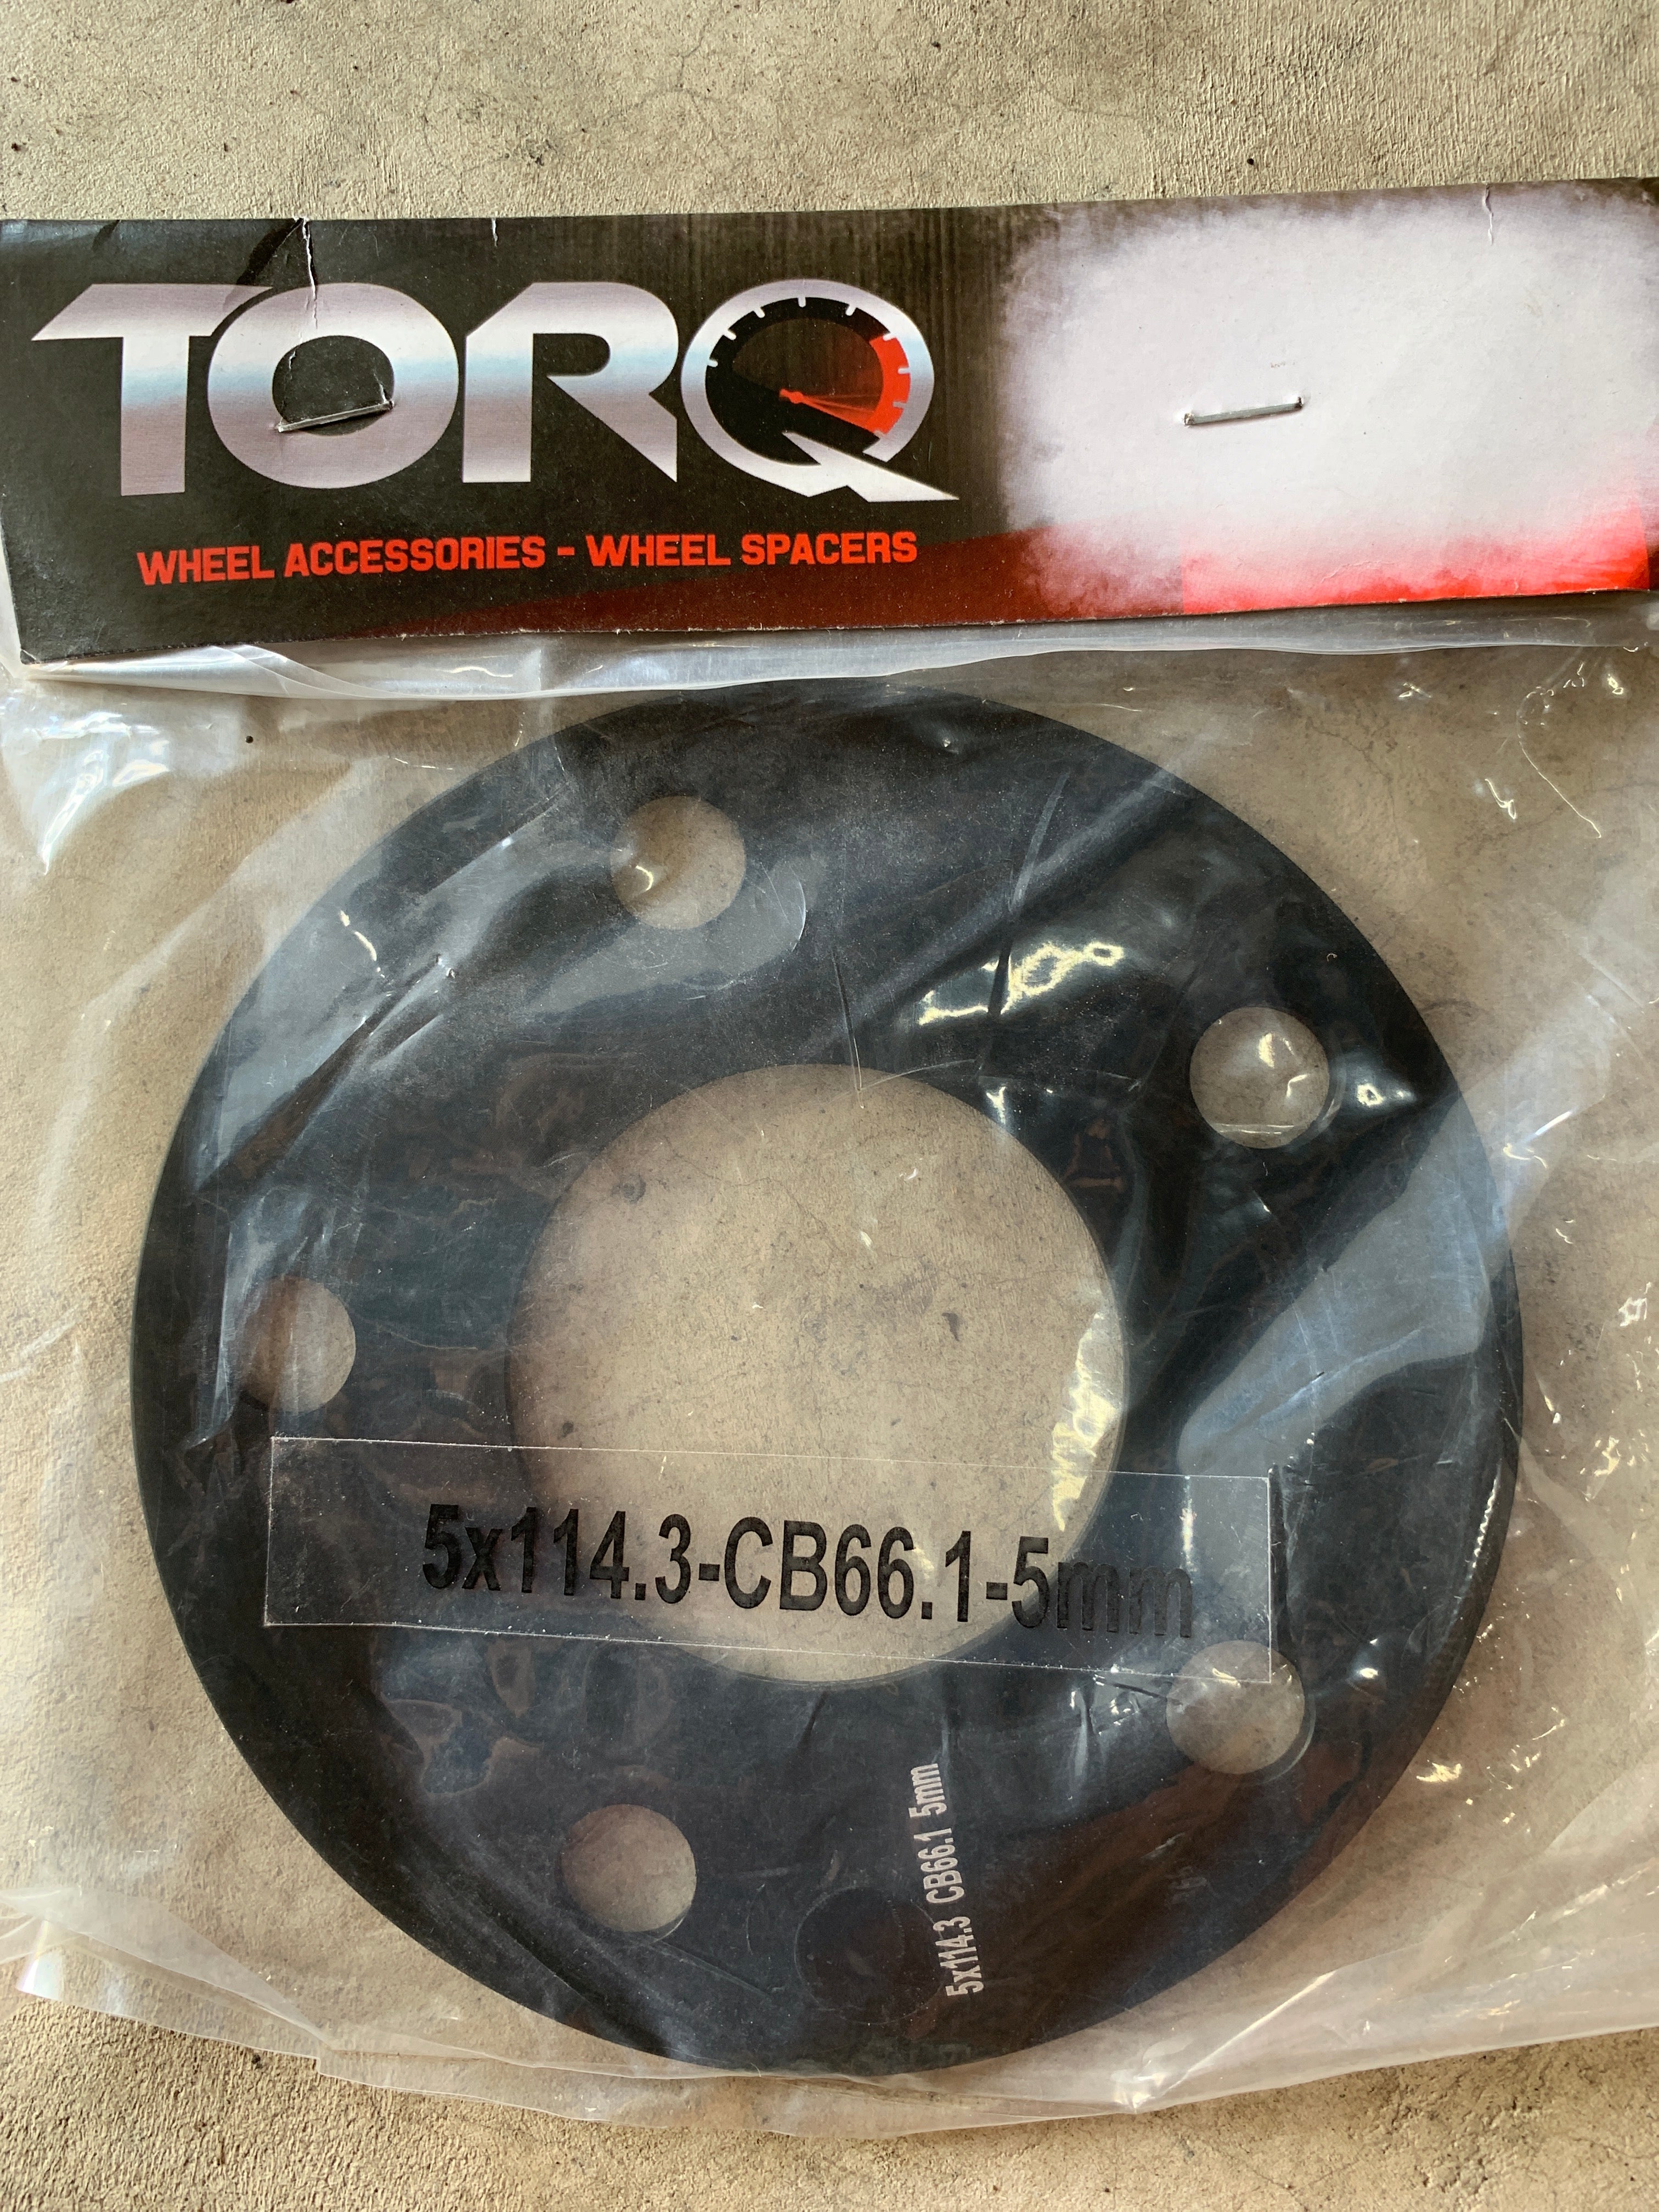 TORQ
WHEEL ACCESSORIES - WHEEL SPACERS
5x114.3-CB66.1-5mm
5x114.3 CB66.1 5mm